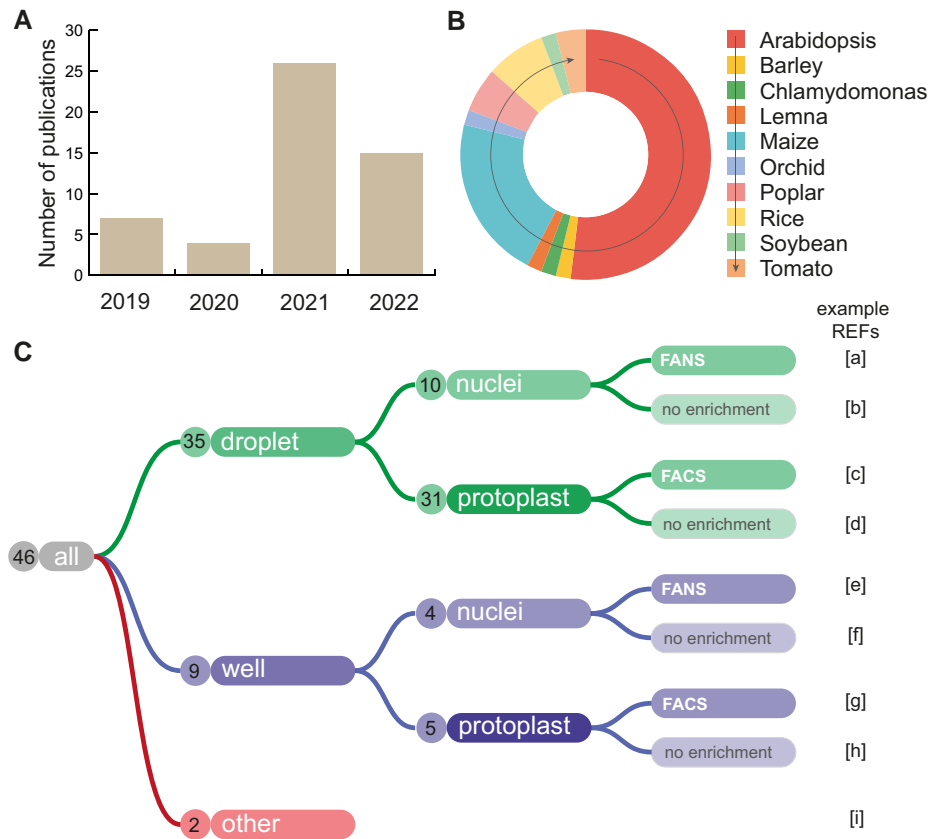 A
Number of publications
30
25
20
15
10
5
0
2019 2020 2021 2022
B
Arabidopsis
Barley
Chlamydomonas
Lemna
Maize
Orchid
Poplar
Rice
Soybean
Tomato
C
example
REFs
46 all
35 droplet
10 nuclei
FANS [a]
no enrichment [b]
31 protoplast
FACS [c]
no enrichment [d]
9 well
4 nuclei
FANS [e]
no enrichment [f]
5 protoplast
FACS [g]
no enrichment [h]
2 other [i]